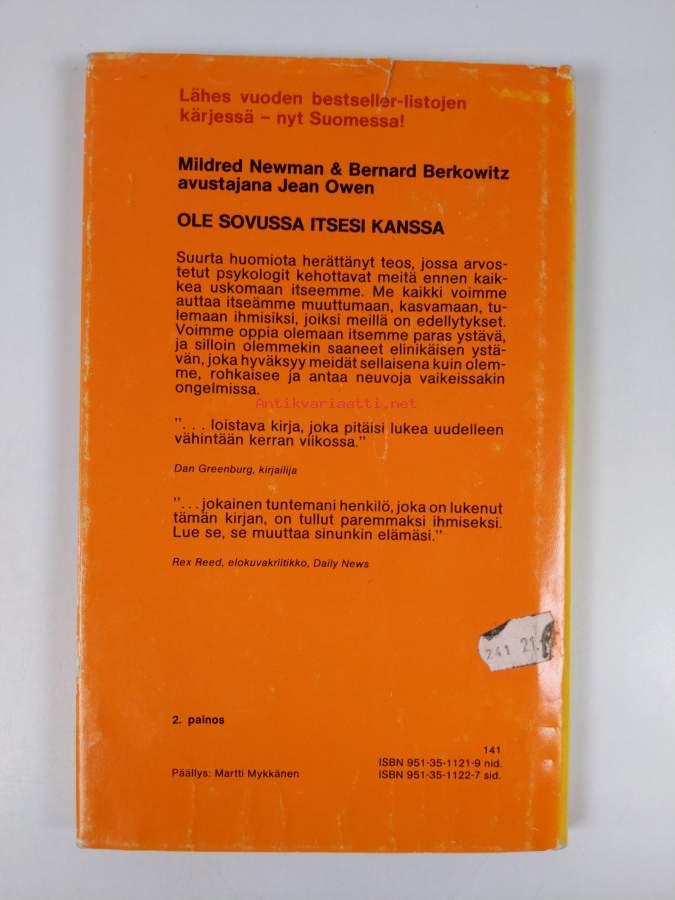 Lähes vuoden bestseller-listojen
kärjessä – nyt Suomessa!
Mildred Newman & Bernard Berkowitz
avustajana Jean Owen
OLE SOVUSSA ITSESI KANSSA
Suurta huomiota herättänyt teos, jossa arvos-
tetut psykologit kehottavat meitä ennen kaik-
kea uskomaan itseemme. Me kaikki voimme
auttaa itseämme muuttumaan, kasvamaan, tu-
lemaan ihmisiksi, joiksi meillä on edellytykset.
Voimme oppia olemaan itsemme paras ystävä,
ja silloin olemmekin saaneet elinikäisen ystä-
vän, joka hyväksyy meidät sellaisena kuin olem-
me, rohkaisee ja antaa neuvoja vaikeissakin
ongelmissa.
Antikvariaatti.net
"... loistava kirja, joka pitäisi lukea uudelleen
vähintään kerran viikossa."
Dan Greenburg, kirjailija
"... jokainen tuntemani henkilö, joka on lukenut
tämän kirjan, on tullut paremmaksi ihmiseksi.
Lue se, se muuttaa sinunkin elämäsi."
Rex Reed, elokuvakriitikko, Daily News
241 21.
2. painos
141
ISBN 951-35-1121-9 nid.
Päällys: Martti Mykkänen
ISBN 951-35-1122-7 sid.